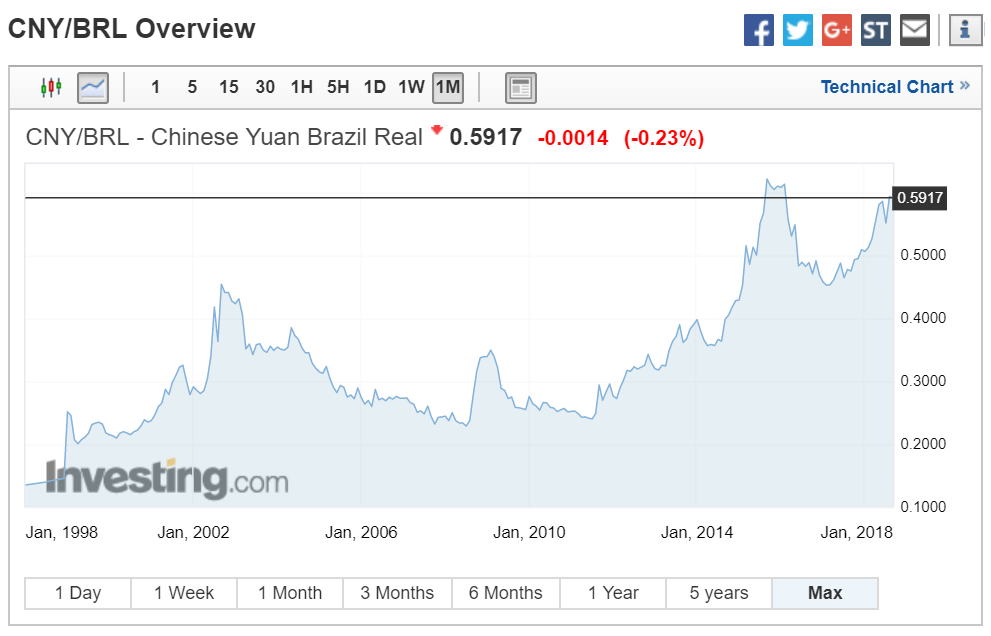 CNY/BRL Overview
f
G+
ST
i
1 5 15 30 1H 5H 1D 1W 1M
Technical Chart »
CNY/BRL - Chinese Yuan Brazil Real 0.5917 -0.0014 (-0.23%)
0.5917
0.5000
0.4000
0.3000
0.2000
0.1000
Investing.com
Jan, 1998 Jan, 2002 Jan, 2006 Jan, 2010 Jan, 2014 Jan, 2018
1 Day 1 Week 1 Month 3 Months 6 Months 1 Year 5 years Max